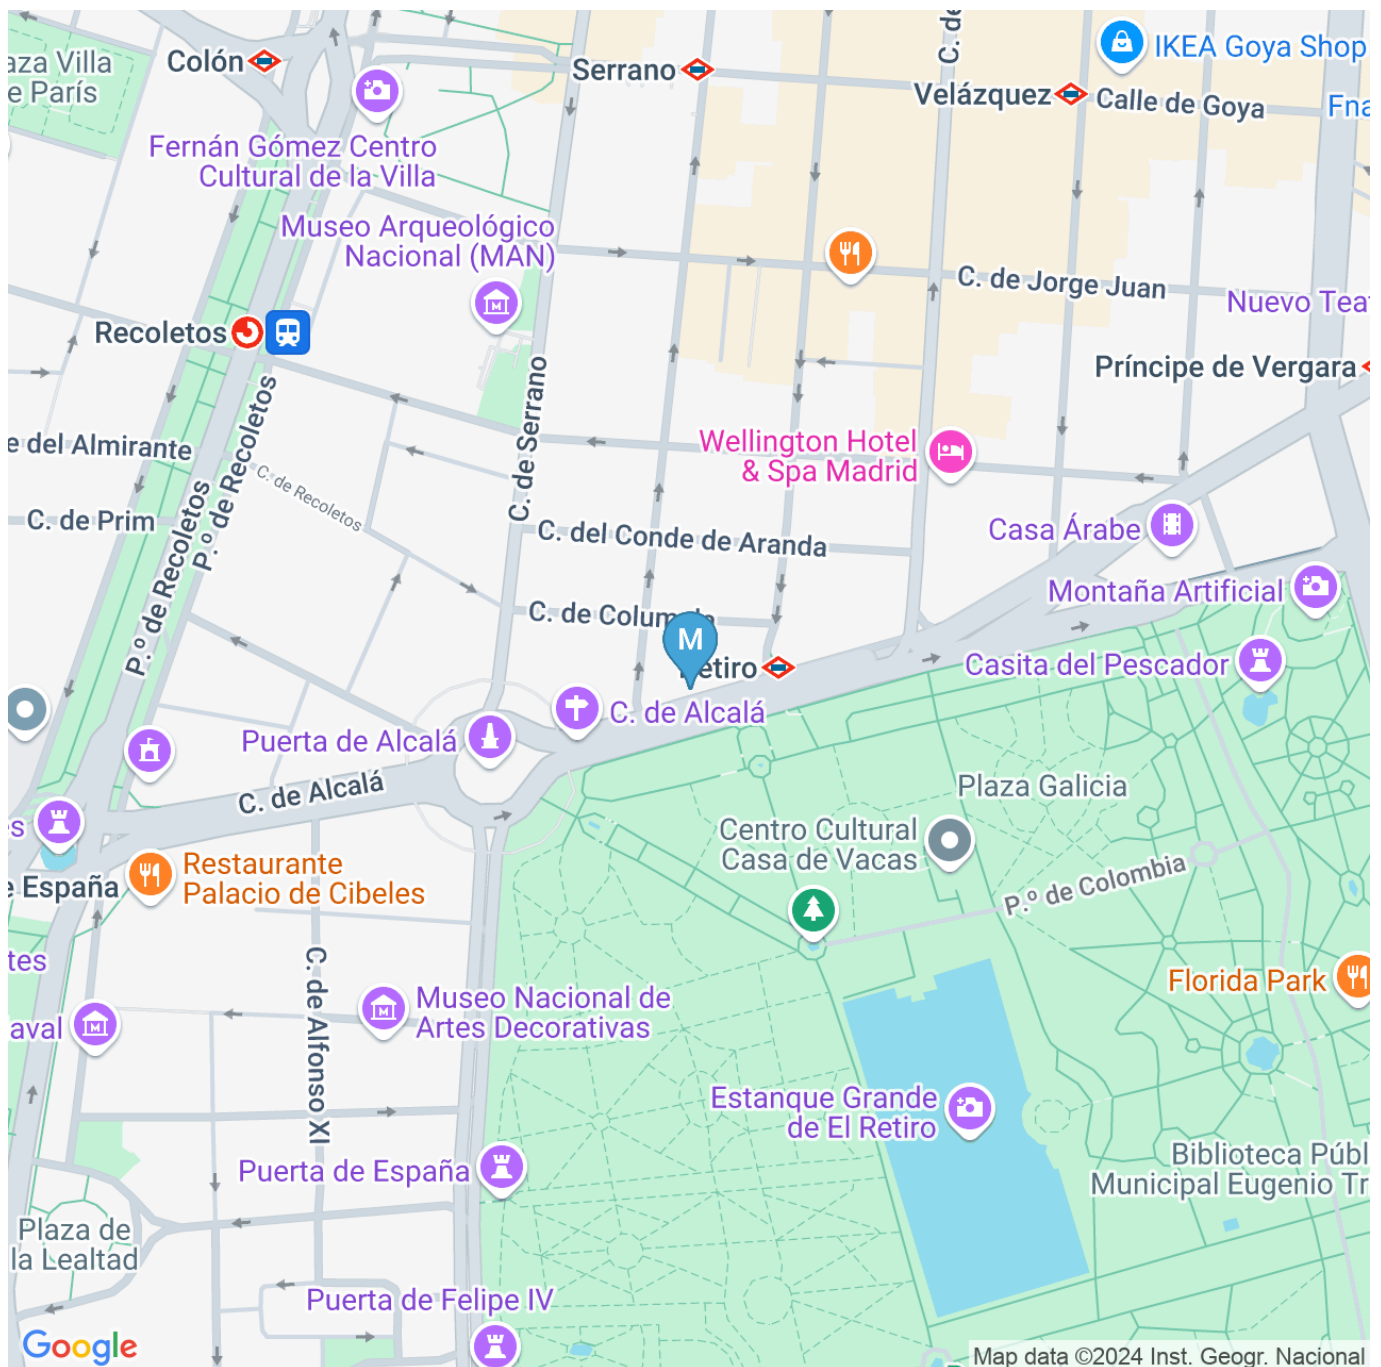 Colón
Serrano
IKEA Goya Shop
Velázquez
Calle de Goya
Fna
aza Villa
e París
C. de
Fernán Gómez Centro
Cultural de la Villa
Museo Arqueológico
Nacional (MAN)
C. de Jorge Juan
Nuevo Teat
Recoletos
Príncipe de Vergara
C. de Serrano
P.º de Recoletos
e del Almirante
C. de Recoletos
Wellington Hotel
& Spa Madrid
C. de Prim
P.º de Recoletos
C. del Conde de Aranda
Casa Árabe
Montaña Artificial
C. de Columela
M
Retiro
Casita del Pescador
C. de Alcalá
Puerta de Alcalá
C. de Alcalá
Plaza Galicia
es
Centro Cultural
Casa de Vacas
Restaurante
Palacio de Cibeles
e España
P.º de Colombia
tes
C. de Alfonso XI
Florida Park
Museo Nacional de
Artes Decorativas
aval
Estanque Grande
de El Retiro
Puerta de España
Biblioteca Públ
Municipal Eugenio Tr
Plaza de
la Lealtad
Puerta de Felipe IV
Google
Map data ©2024 Inst. Geogr. Nacional